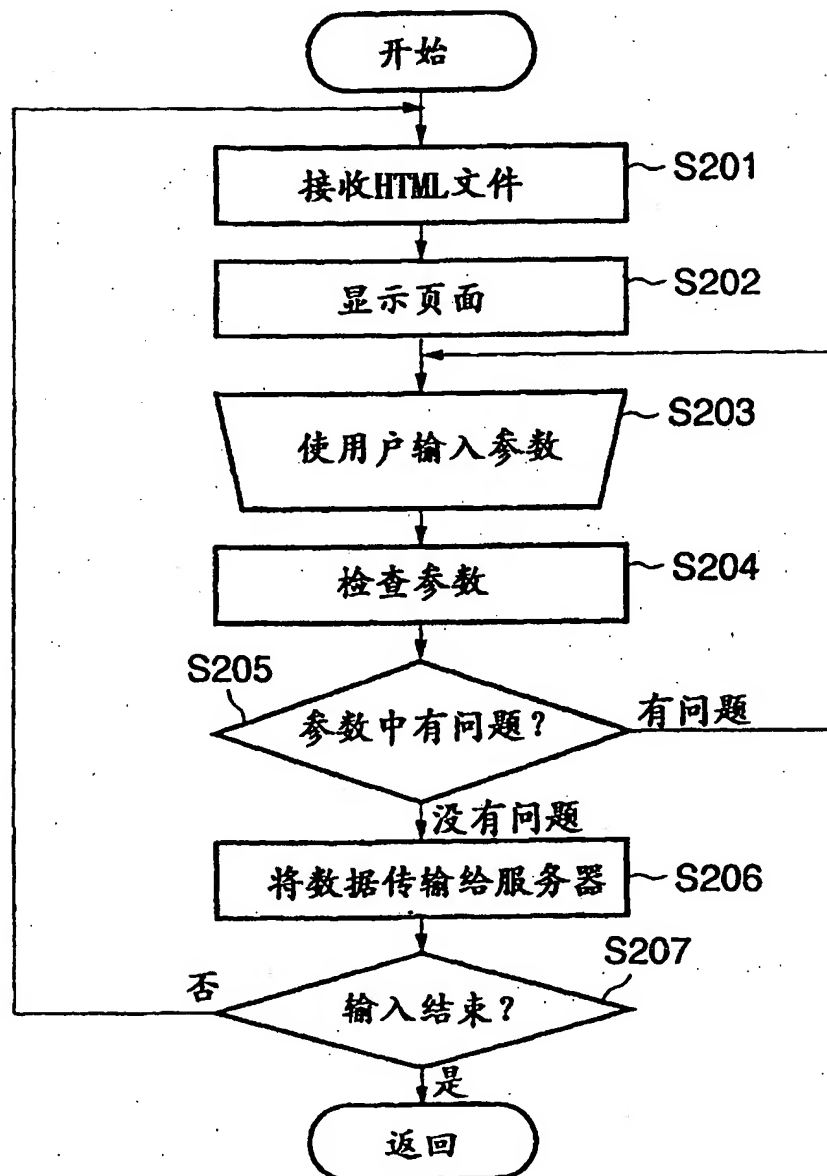 开始
接收HTML文件
S201
显示页面
S202
使用户输入参数
S203
检查参数
S204
S205
参数中有问题?
有问题
没有问题
将数据传输给服务器
S206
S207
否
输入结束?
是
返回